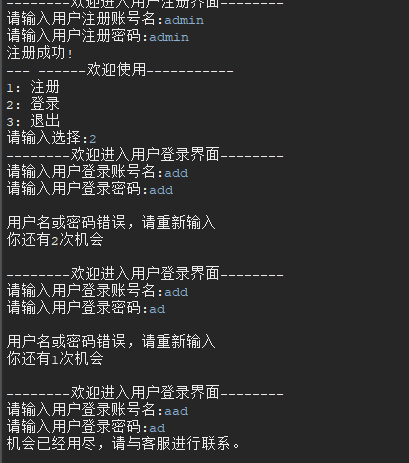 --------欢迎进入用户注册界面--------
请输入用户注册账号名:admin
请输入用户注册密码:admin
注册成功!
--- ------欢迎使用-----------
1: 注册
2: 登录
3: 退出
请输入选择:2
--------欢迎进入用户登录界面--------
请输入用户登录账号名:add
请输入用户登录密码:add
用户名或密码错误，请重新输入
你还有2次机会
--------欢迎进入用户登录界面--------
请输入用户登录账号名:add
请输入用户登录密码:ad
用户名或密码错误，请重新输入
你还有1次机会
--------欢迎进入用户登录界面--------
请输入用户登录账号名:aad
请输入用户登录密码:ad
机会已经用尽，请与客服进行联系。